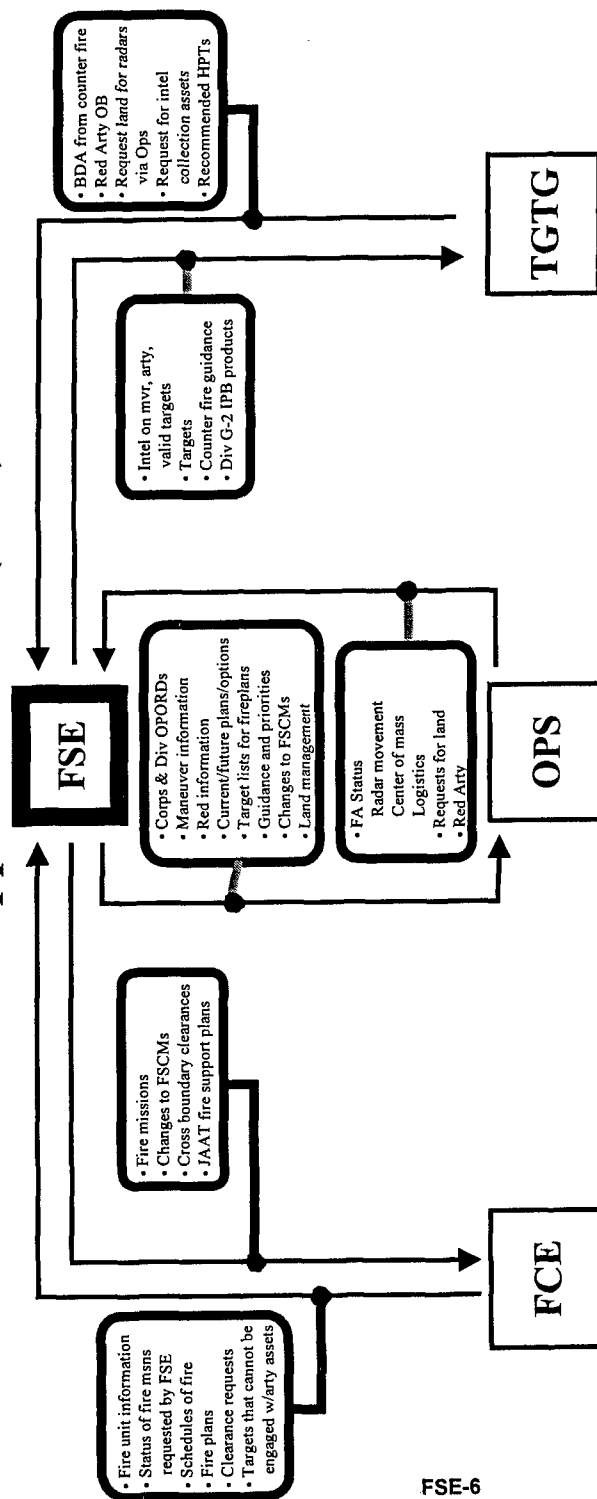 FSE
• Fire unit information
• Status of fire msns
requested by FSE
• Schedules of fire
• Fire plans
• Clearance requests
• Targets that cannot be
engaged w/arty assets
• Fire missions
• Changes to FSCMs
• Cross boundary clearances
• JAAT fire support plans
• Corps & Div OPORDs
• Maneuver information
• Red information
• Current/future plans/options
• Target lists for fireplans
• Guidance and priorities
• Changes to FSCMs
• Land management
• FA Status
Radar movement
Center of mass
Logistics
• Requests for land
• Red Arty
• Intel on mvr, arty,
valid targets
• Targets
• Counter fire guidance
• Div G-2 IPB products
• BDA from counter fire
• Red Arty OB
• Request land for radars
via Ops
• Request for intel
collection assets
• Recommended HPTs
FCE
OPS
TGTG
FSE-6